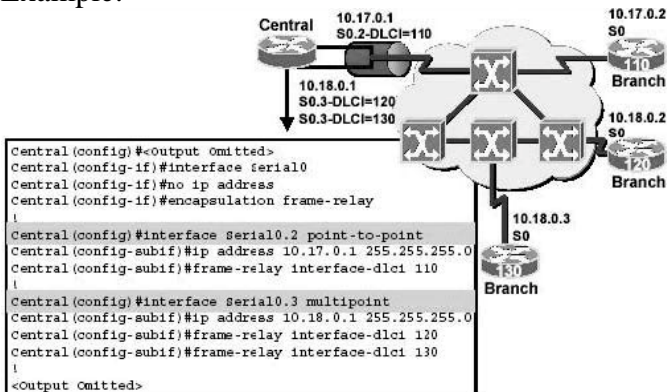 Example:
Central
10.17.0.1
S0.2-DLCI=110
10.17.0.2
S0
110
Branch
10.18.0.1
S0.3-DLCI=120
S0.3-DLCI=130
10.18.0.2
S0
120
Branch
10.18.0.3
S0
130
Branch
Central(config)#<Output Omitted>
Central(config-if)#interface Serial0
Central(config-if)#no ip address
Central(config-if)#encapsulation frame-relay
!
Central(config)#interface Serial0.2 point-to-point
Central(config-subif)#ip address 10.17.0.1 255.255.255.0
Central(config-subif)#frame-relay interface-dlci 110
!
Central(config)#interface Serial0.3 multipoint
Central(config-subif)#ip address 10.18.0.1 255.255.255.0
Central(config-subif)#frame-relay interface-dlci 120
Central(config-subif)#frame-relay interface-dlci 130
!
<Output Omitted>